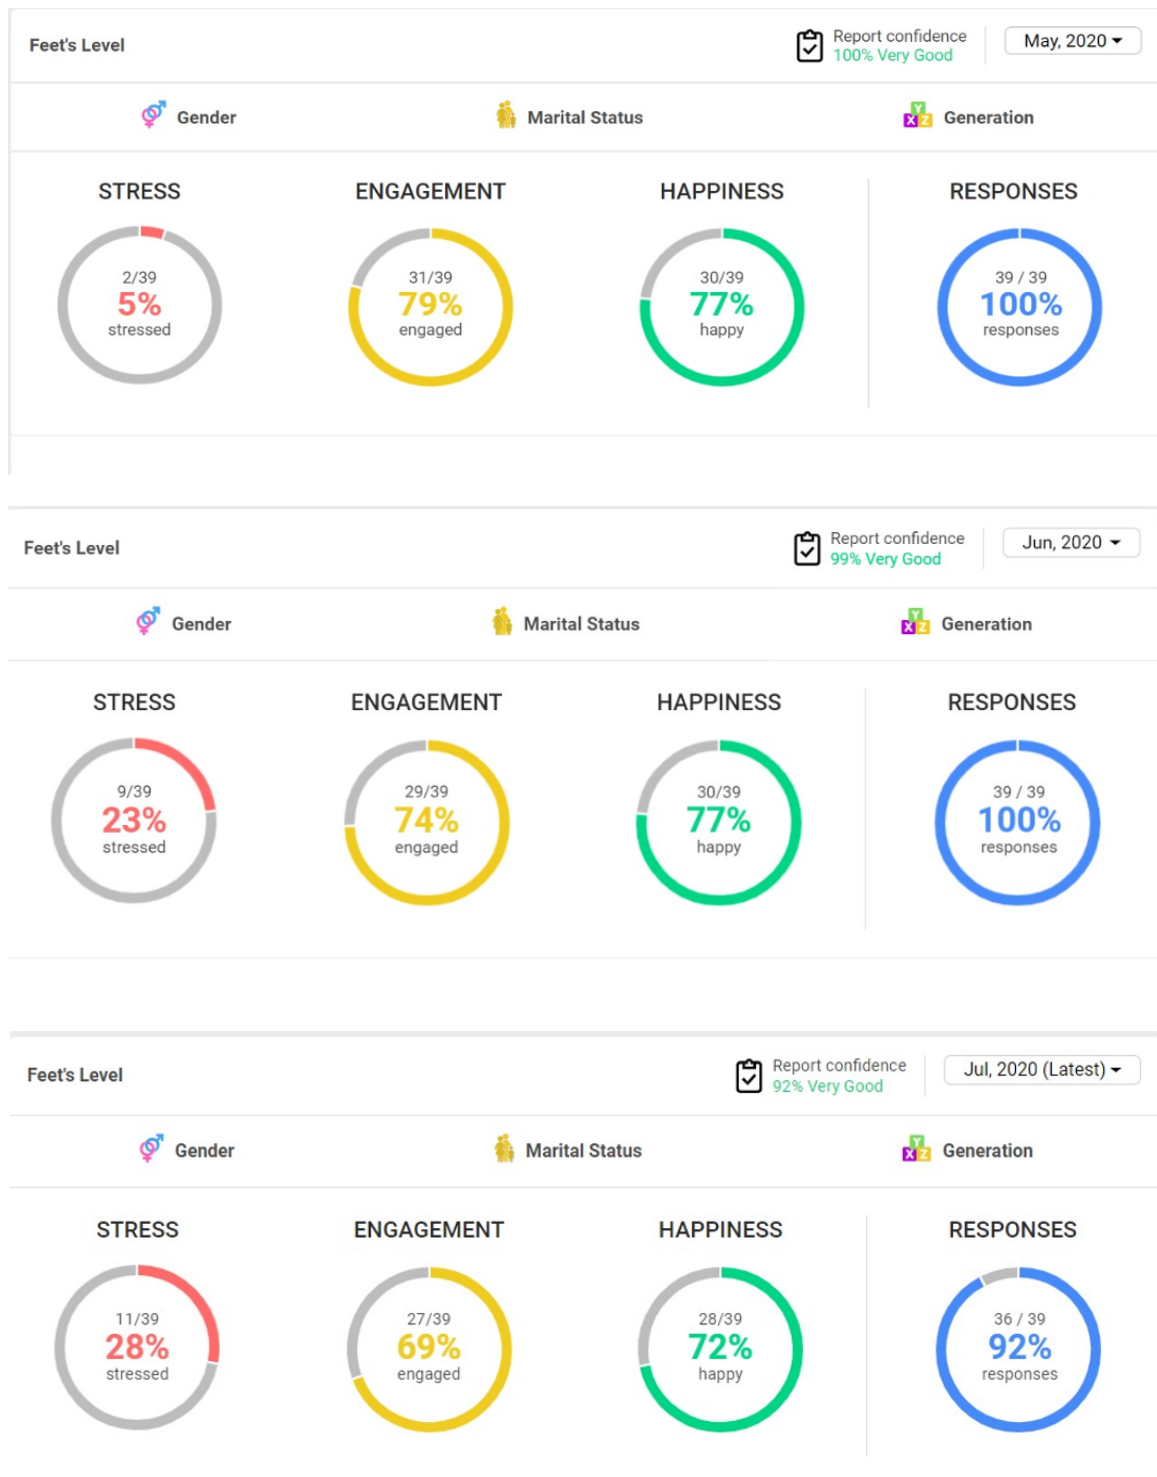 Feet's Level
Report confidence
100% Very Good
May, 2020
Gender
Marital Status
Y
X Z
Generation
STRESS
ENGAGEMENT
HAPPINESS
RESPONSES
2/39
5%
stressed
31/39
79%
engaged
30/39
77%
happy
39 / 39
100%
responses
Feet's Level
Report confidence
99% Very Good
Jun, 2020
Gender
Marital Status
Y
X Z
Generation
STRESS
ENGAGEMENT
HAPPINESS
RESPONSES
9/39
23%
stressed
29/39
74%
engaged
30/39
77%
happy
39 / 39
100%
responses
Feet's Level
Report confidence
92% Very Good
Jul, 2020 (Latest)
Gender
Marital Status
Y
X Z
Generation
STRESS
ENGAGEMENT
HAPPINESS
RESPONSES
11/39
28%
stressed
27/39
69%
engaged
28/39
72%
happy
36 / 39
92%
responses